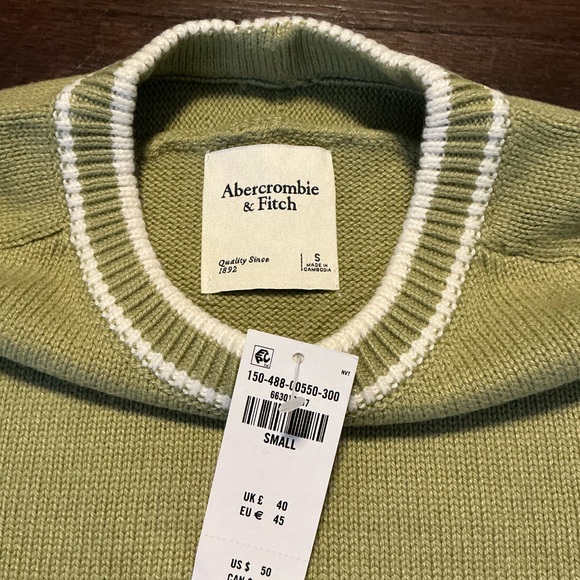 Abercrombie
& Fitch
Quality Since
1892
S
MADE IN
CAMBODIA
NVT
150-488-00550-300
SMALL
UK £ 40
EU € 45
US $ 50